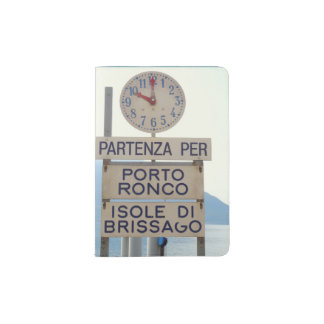 PARTENZA PER
PORTO
RONCO
ISOLE DI
BRISSAGO